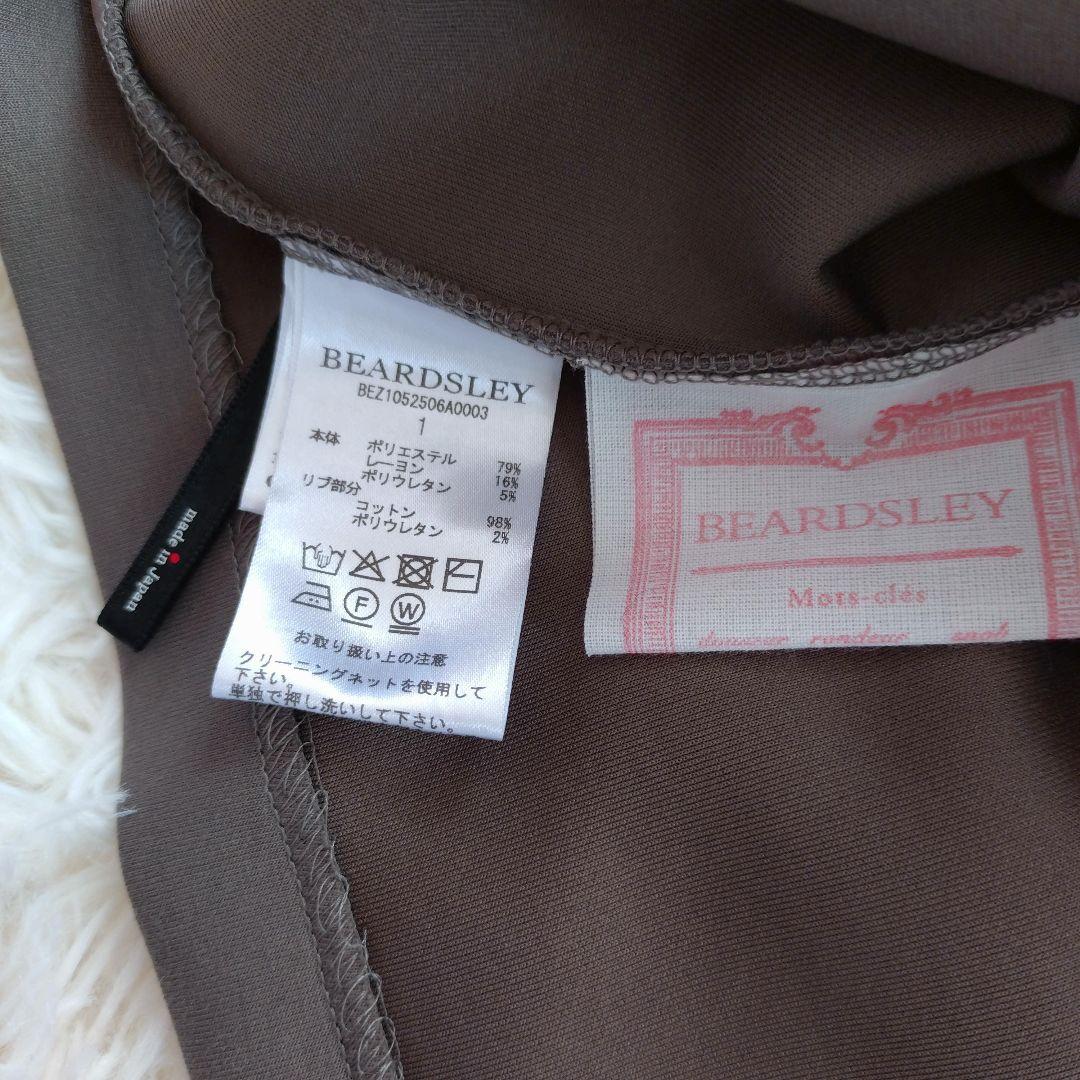 BEARDSLEY
BEZ1052506A0003
1
本体 ポリエステル 79%
レーヨン 16%
ポリウレタン 5%
リブ部分
コットン 98%
ポリウレタン 2%
F W
お取り扱い上の注意
クリーニングネットを使用して
下さい。
単独で押し洗いして下さい。
made in Japan
BEARDSLEY
Mots-clés